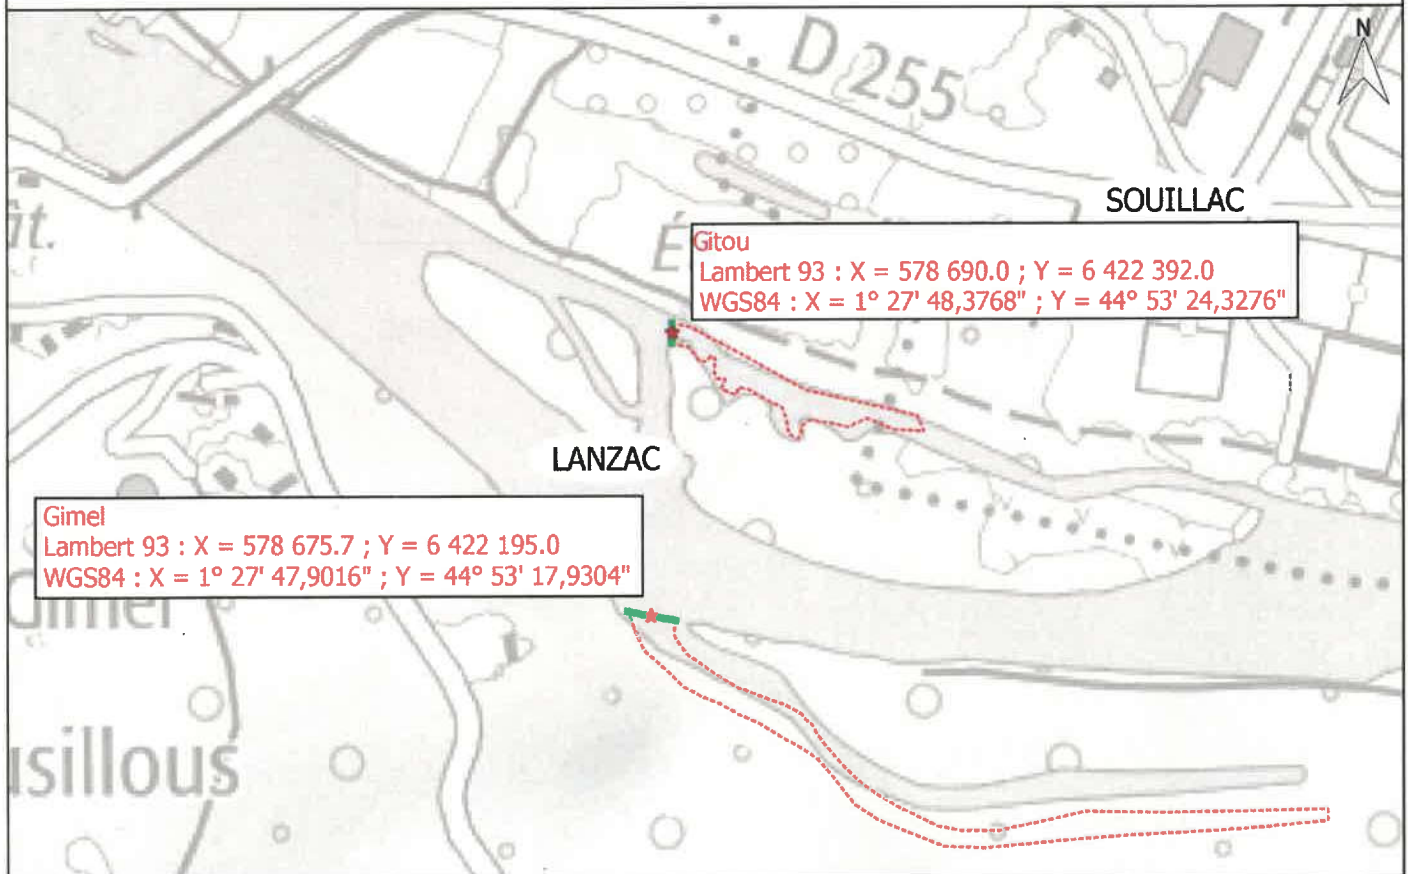 N
D 255
SOUILLAC
Gitou
Lambert 93 : X = 578 690.0 ; Y = 6 422 392.0
WGS84 : X = 1° 27' 48,3768" ; Y = 44° 53' 24,3276"
LANZAC
Gimel
Lambert 93 : X = 578 675.7 ; Y = 6 422 195.0
WGS84 : X = 1° 27' 47,9016" ; Y = 44° 53' 17,9304"
Gimel
usillous